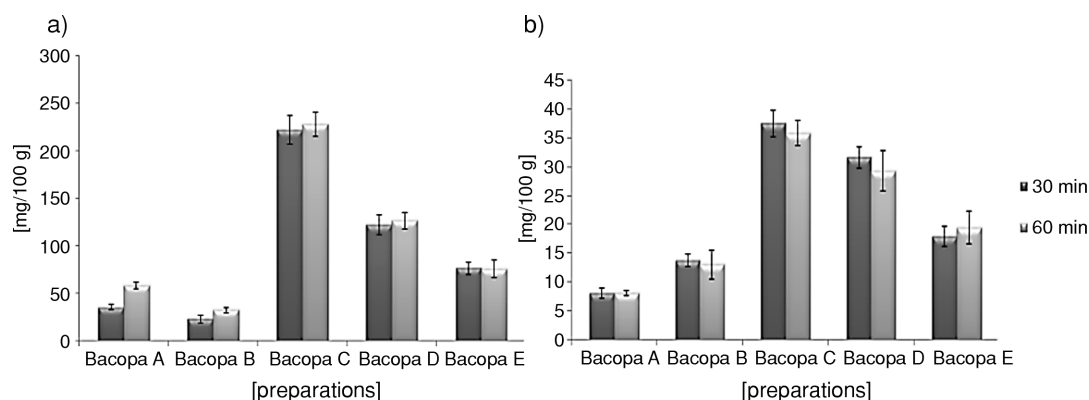 a)
[mg/100 g]
300
250
200
150
100
50
0
Bacopa A Bacopa B Bacopa C Bacopa D Bacopa E
[preparations]
b)
[mg/100 g]
45
40
35
30
25
20
15
10
5
0
Bacopa A Bacopa B Bacopa C Bacopa D Bacopa E
[preparations]
30 min
60 min